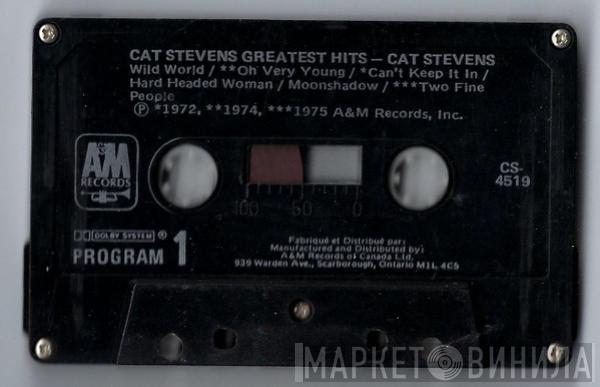 CAT STEVENS GREATEST HITS — CAT STEVENS
Wild World / **Oh Very Young / *Can't Keep It In /
Hard Headed Woman / Moonshadow / ***Two Fine
People
Ⓟ *1972, **1974, ***1975 A&M Records, Inc.
A&M
RECORDS
CS-
4519
100 50 0
DOLBY SYSTEM ®
PROGRAM 1
Fabriqué et Distribué par:
Manufactured and Distributed by:
A&M Records of Canada Ltd.
939 Warden Ave., Scarborough, Ontario M1L 4C5
МАРКЕТ ВИНИЛА